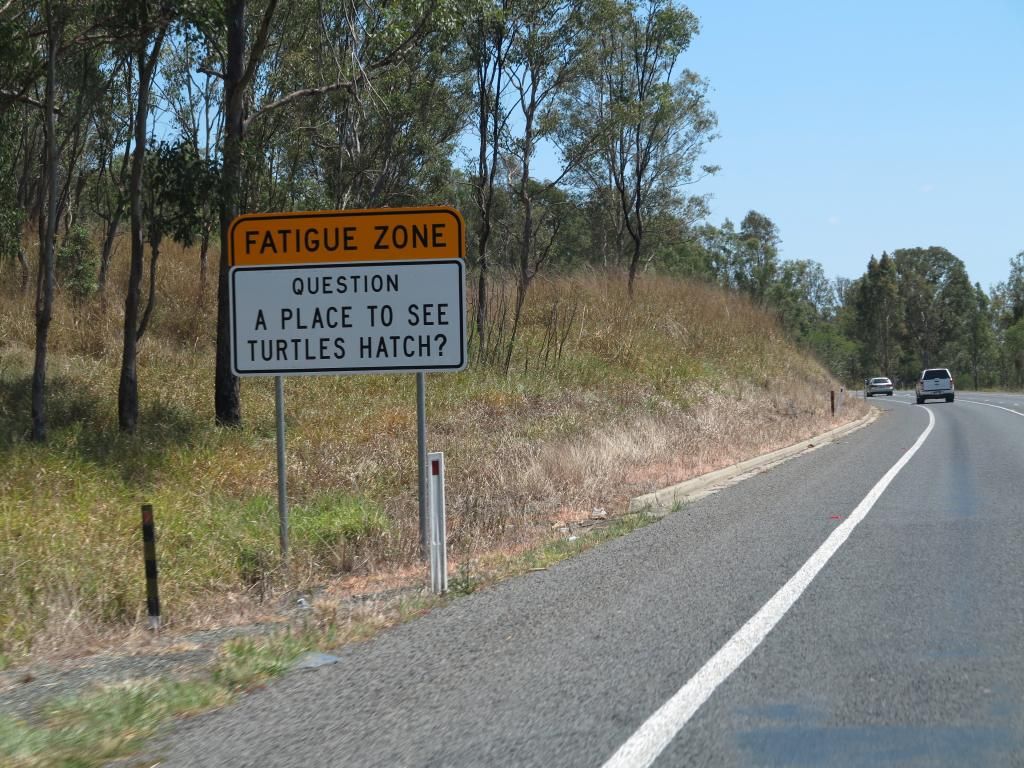 FATIGUE ZONE
QUESTION
A PLACE TO SEE
TURTLES HATCH?